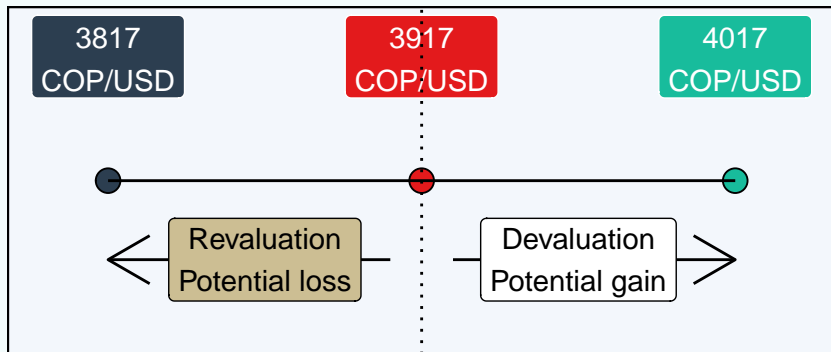 3817
COP/USD
3917
COP/USD
4017
COP/USD
Revaluation
Potential loss
Devaluation
Potential gain